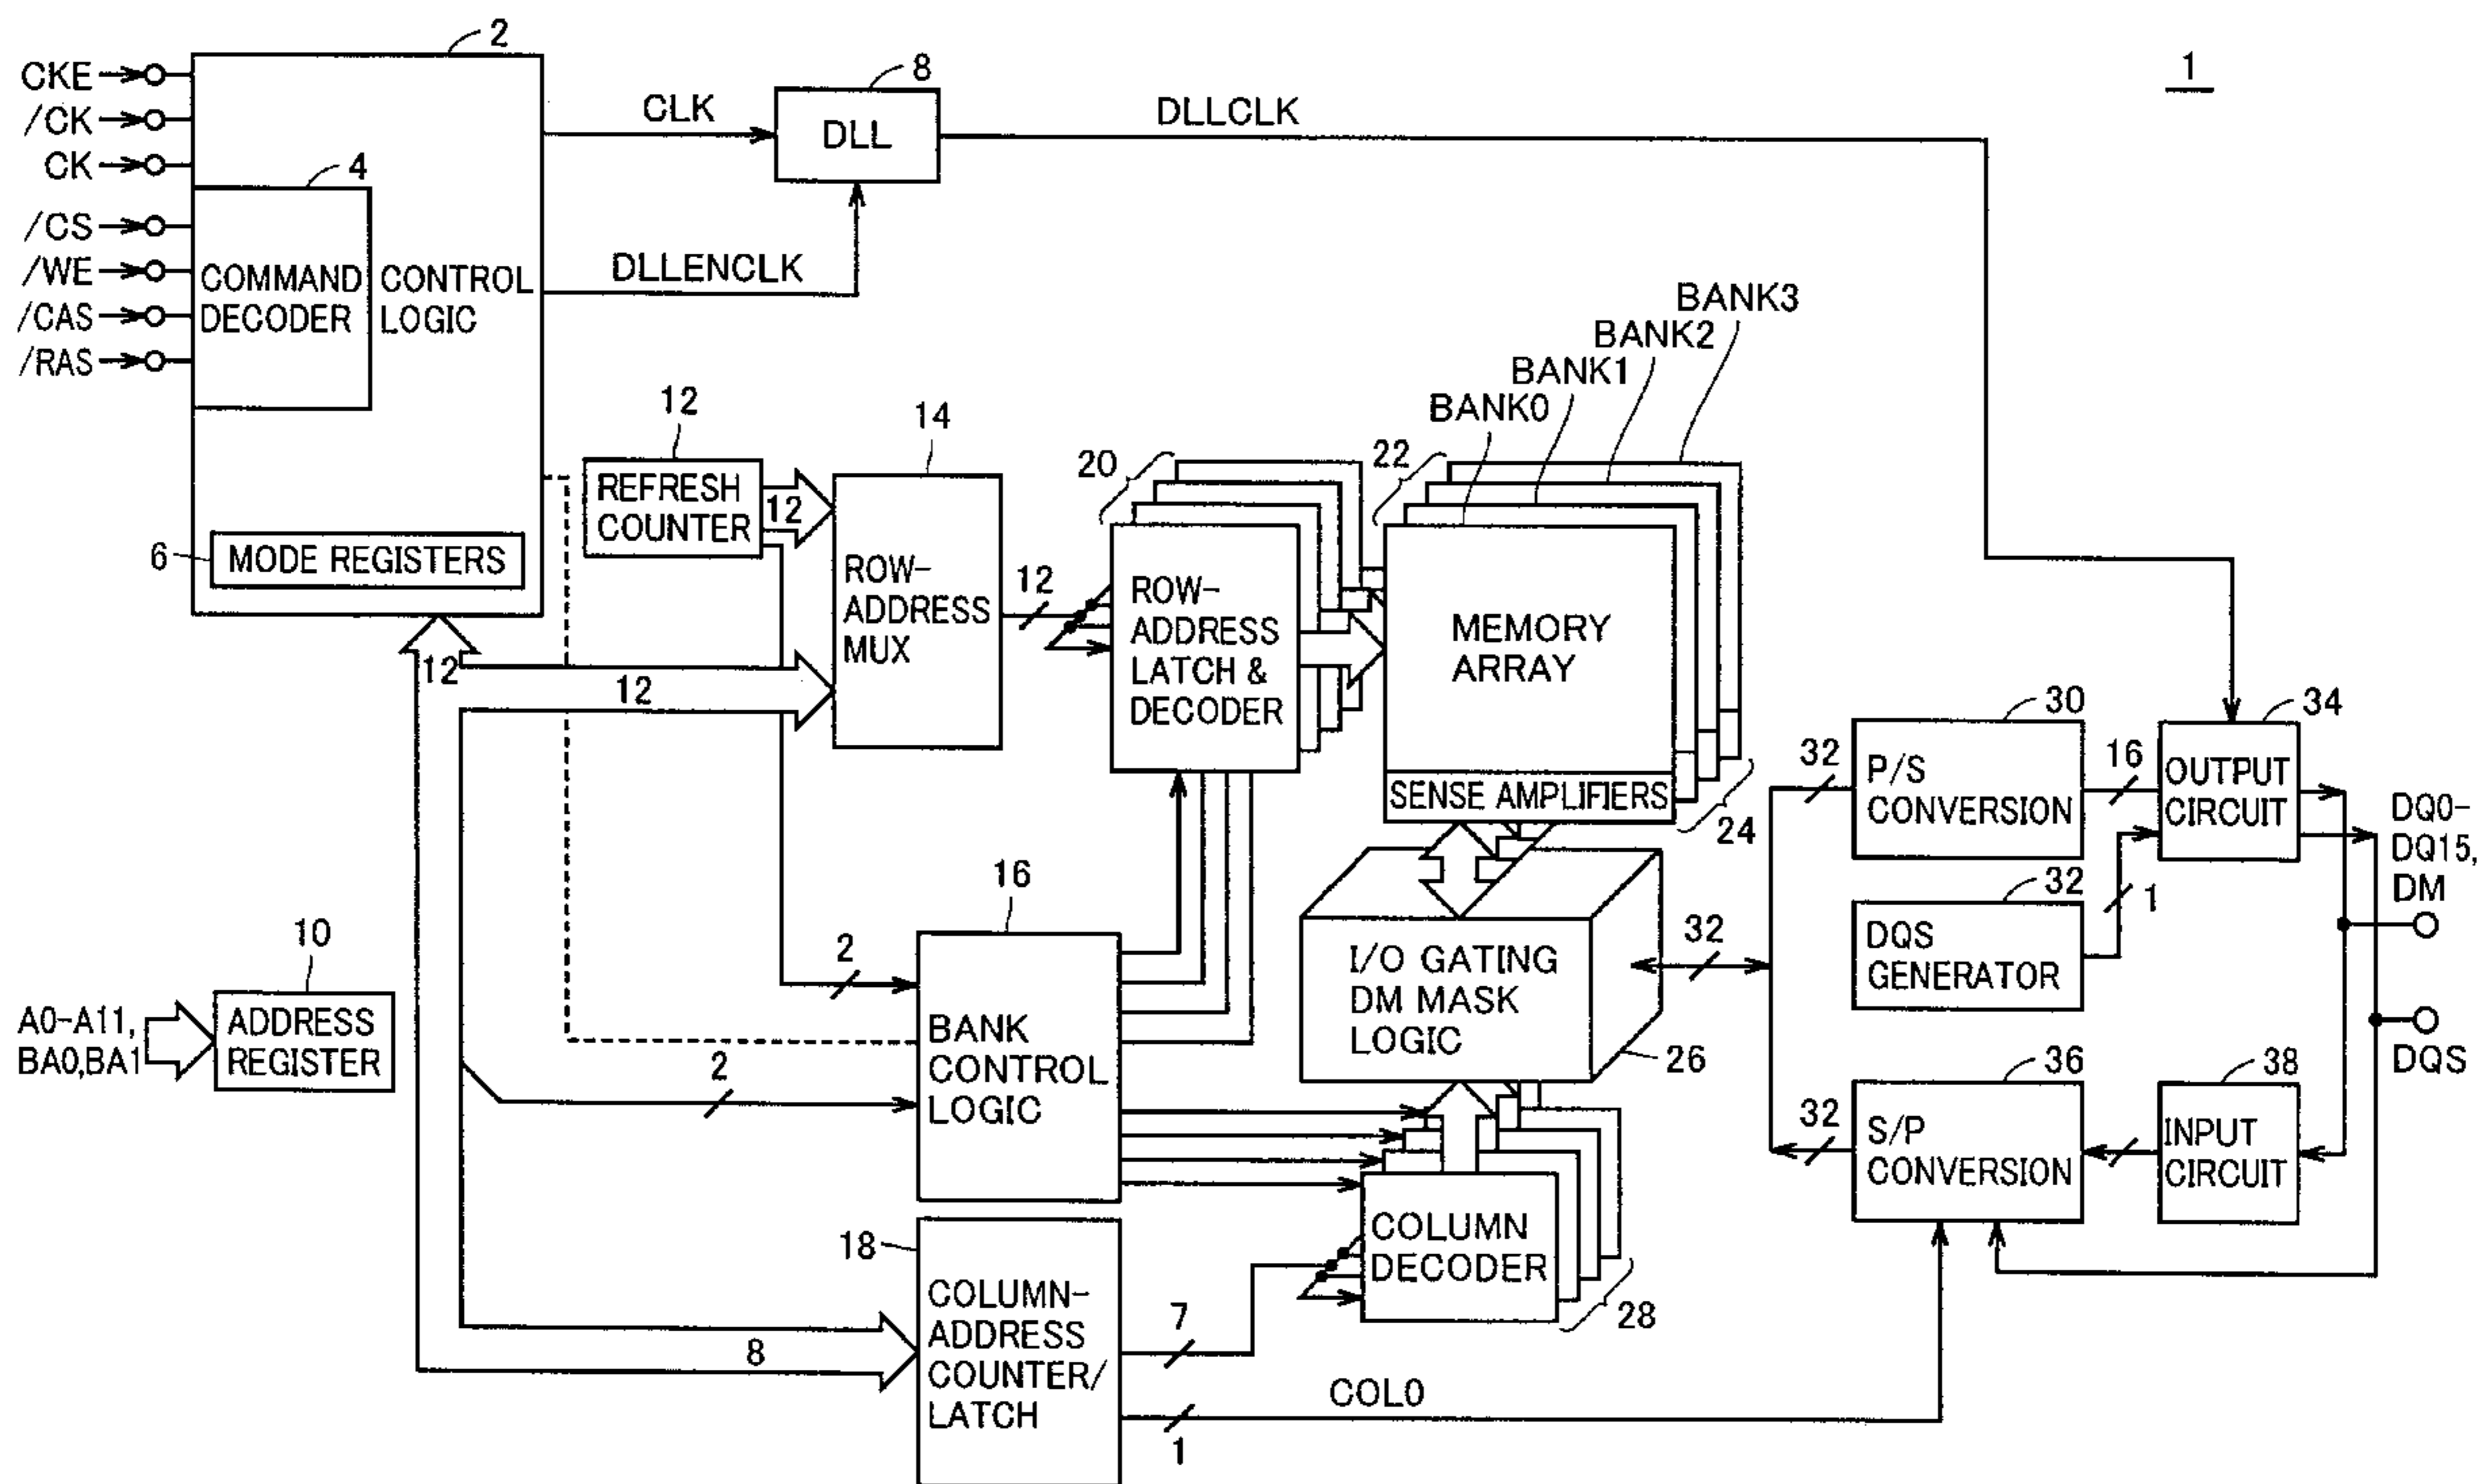 1
2
CKE
/CK
CK
4
/CS
/WE
/CAS
/RAS
COMMAND
DECODER
CONTROL
LOGIC
6
MODE REGISTERS
CLK
8
DLL
DLLCLK
DLLENCLK
12
REFRESH
COUNTER
12
14
ROW-
ADDRESS
MUX
12
12
12
20
ROW-
ADDRESS
LATCH &
DECODER
22
BANK0
BANK1
BANK2
BANK3
MEMORY
ARRAY
SENSE AMPLIFIERS
24
10
A0-A11,
BA0,BA1
ADDRESS
REGISTER
16
2
2
BANK
CONTROL
LOGIC
I/O GATING
DM MASK
LOGIC
26
32
18
8
COLUMN-
ADDRESS
COUNTER/
LATCH
7
1
COL0
COLUMN
DECODER
28
30
32
P/S
CONVERSION
16
34
OUTPUT
CIRCUIT
32
DQS
GENERATOR
1
36
32
S/P
CONVERSION
38
INPUT
CIRCUIT
DQ0-
DQ15,
DM
DQS